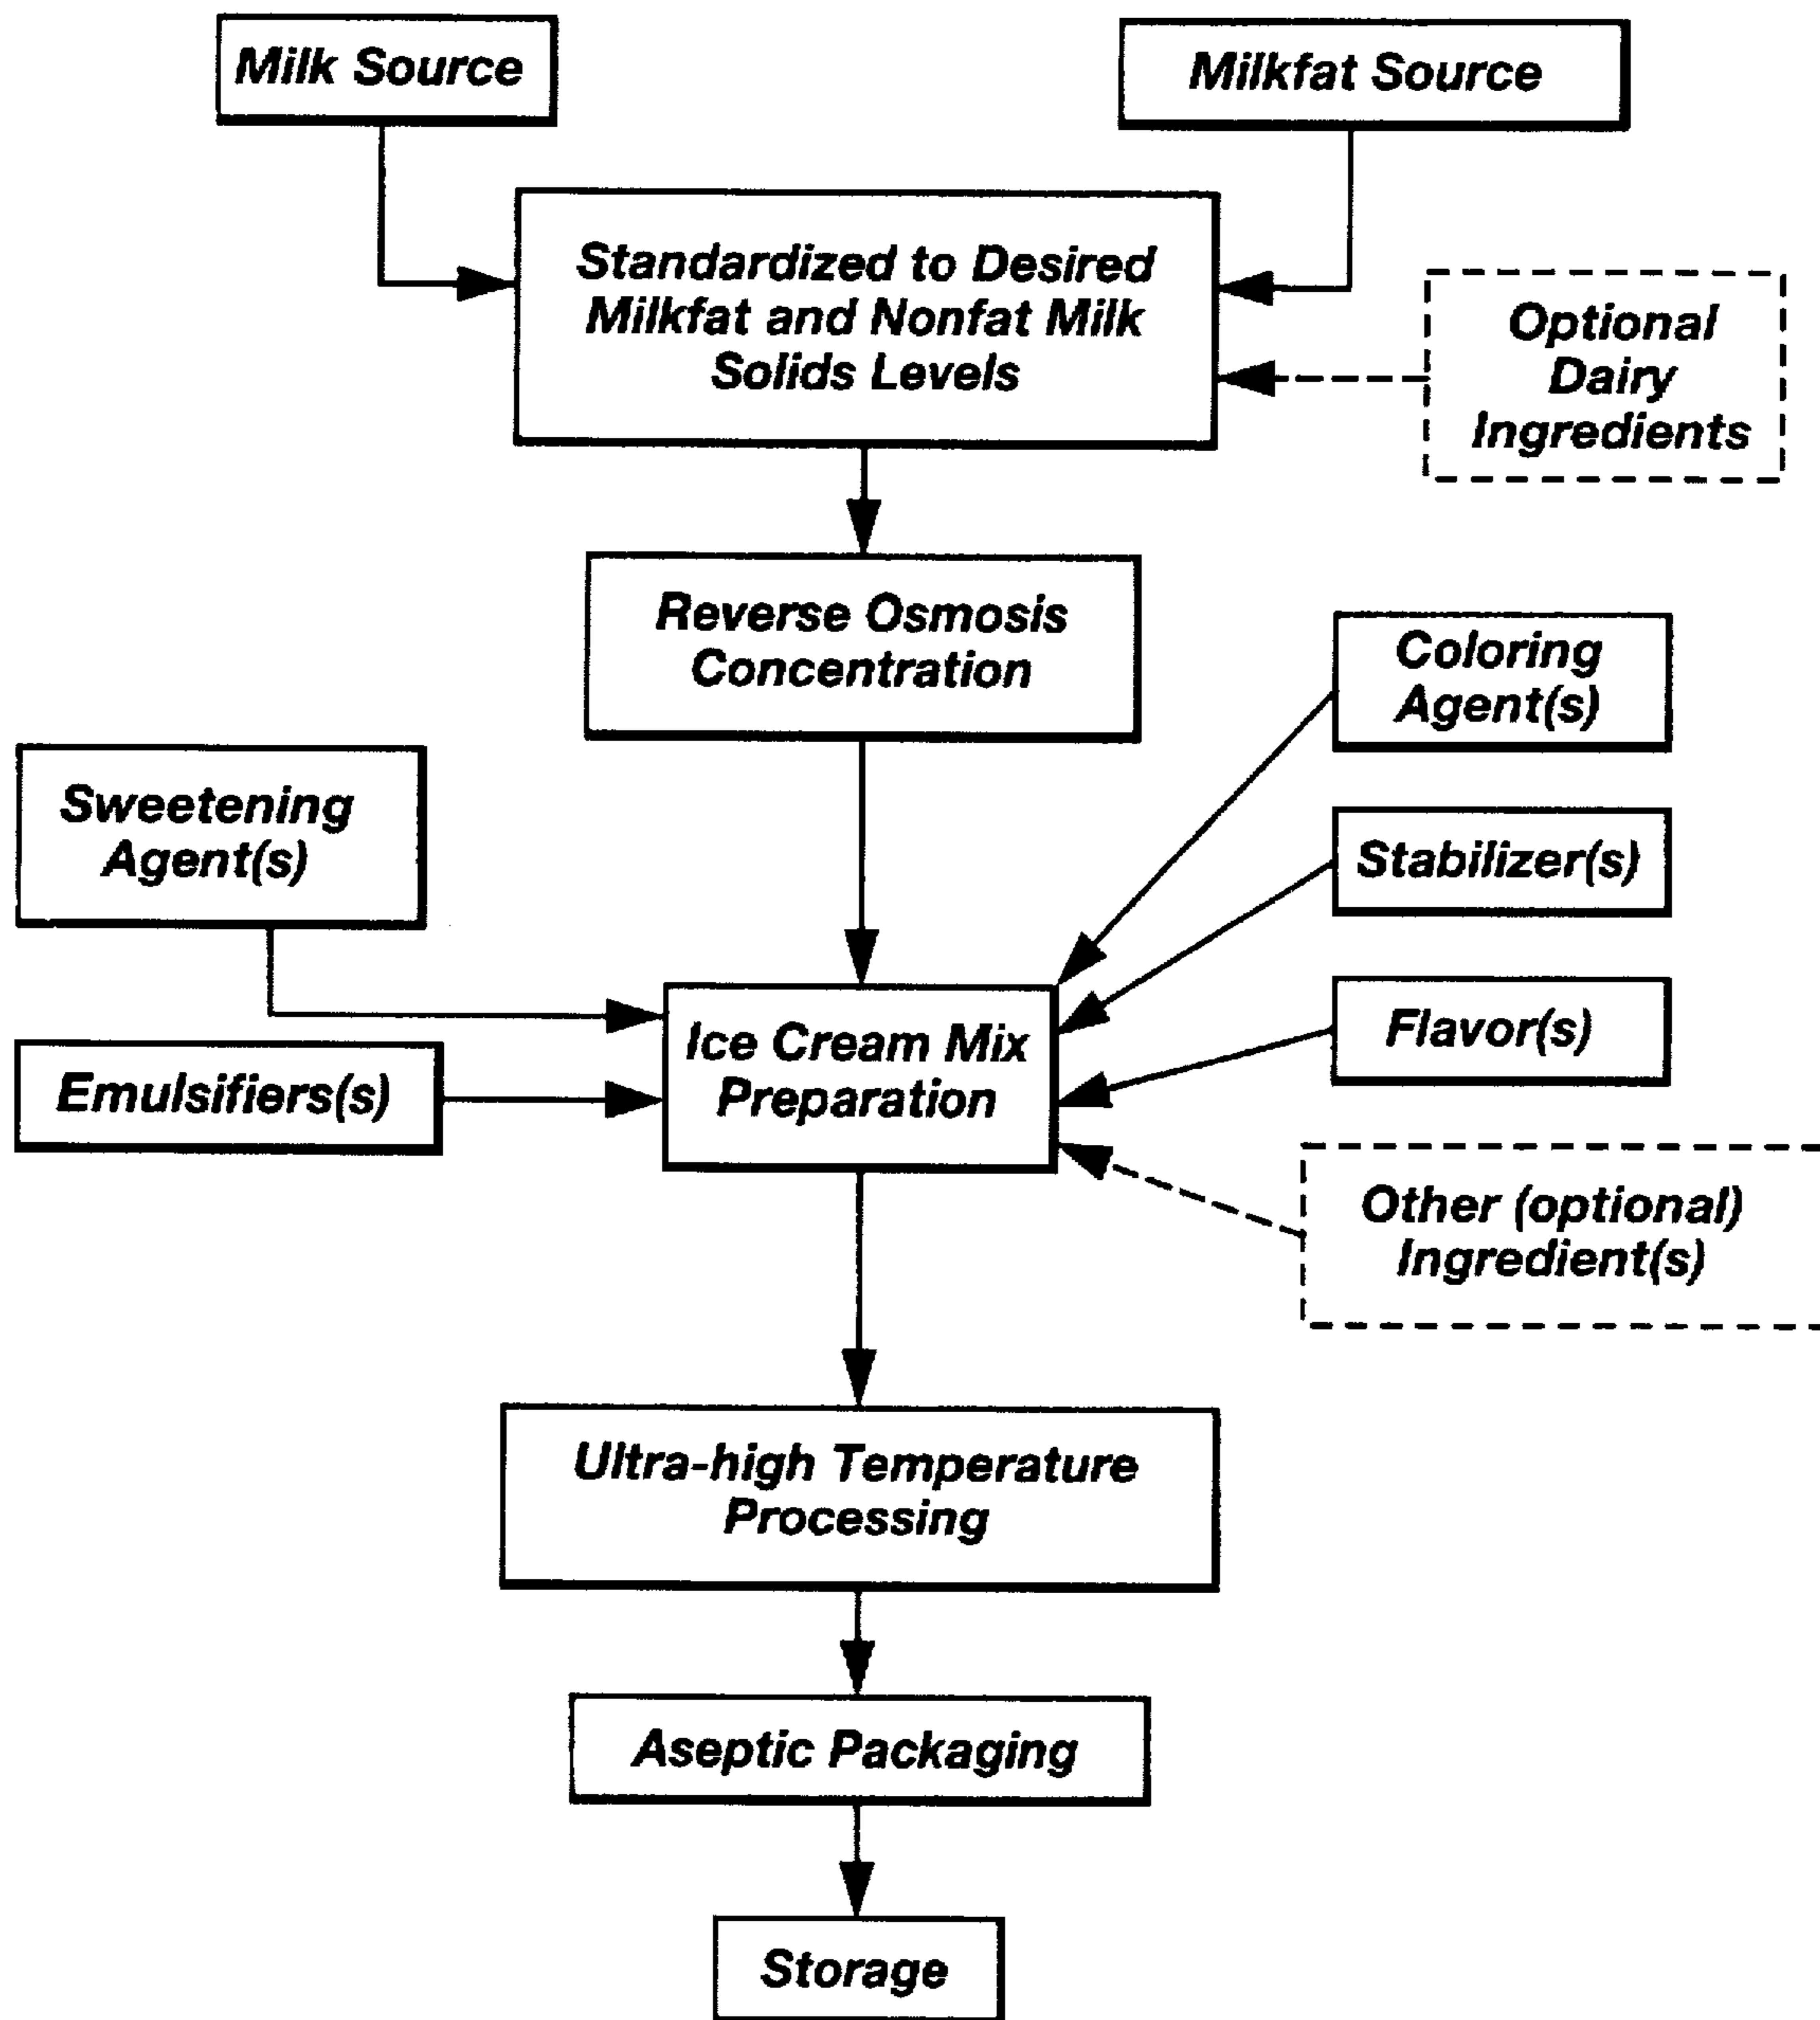 Milk Source
Milkfat Source
Standardized to Desired
Milkfat and Nonfat Milk
Solids Levels
Optional
Dairy
Ingredients
Reverse Osmosis
Concentration
Coloring
Agent(s)
Sweetening
Agent(s)
Stabilizer(s)
Ice Cream Mix
Preparation
Flavor(s)
Emulsifiers(s)
Other (optional)
Ingredient(s)
Ultra-high Temperature
Processing
Aseptic Packaging
Storage